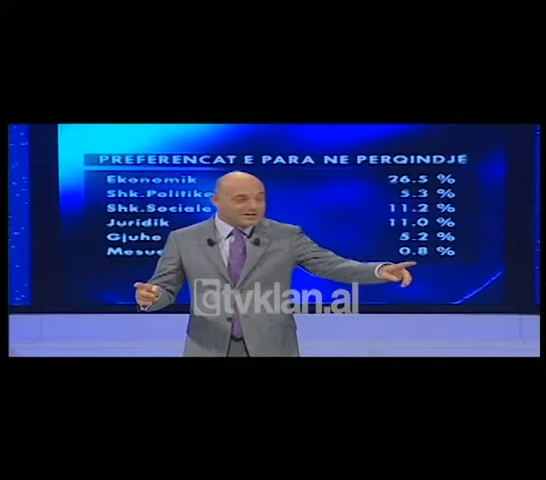 PREFERENCAT E PARA NE PERQINDJE
Ekonomik 26.5 %
Shk.Politike 5.3 %
Shk.Sociale 11.2 %
Juridik 11.0 %
Gjuhe 5.2 %
0.8 %
tvklan.al